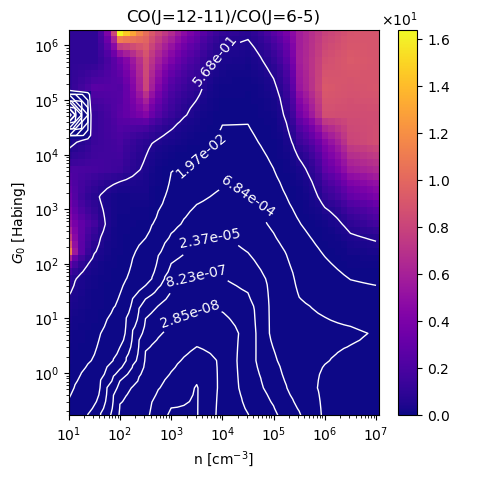 CO(J=12-11)/CO(J=6-5)
×10¹
G₀ [Habing]
10⁶
10⁵
10⁴
10³
10²
10¹
10⁰
5.68e-01
1.97e-02
6.84e-04
2.37e-05
8.23e-07
2.85e-08
1.6
1.4
1.2
1.0
0.8
0.6
0.4
0.2
0.0
10¹ 10² 10³ 10⁴ 10⁵ 10⁶ 10⁷
n [cm⁻³]